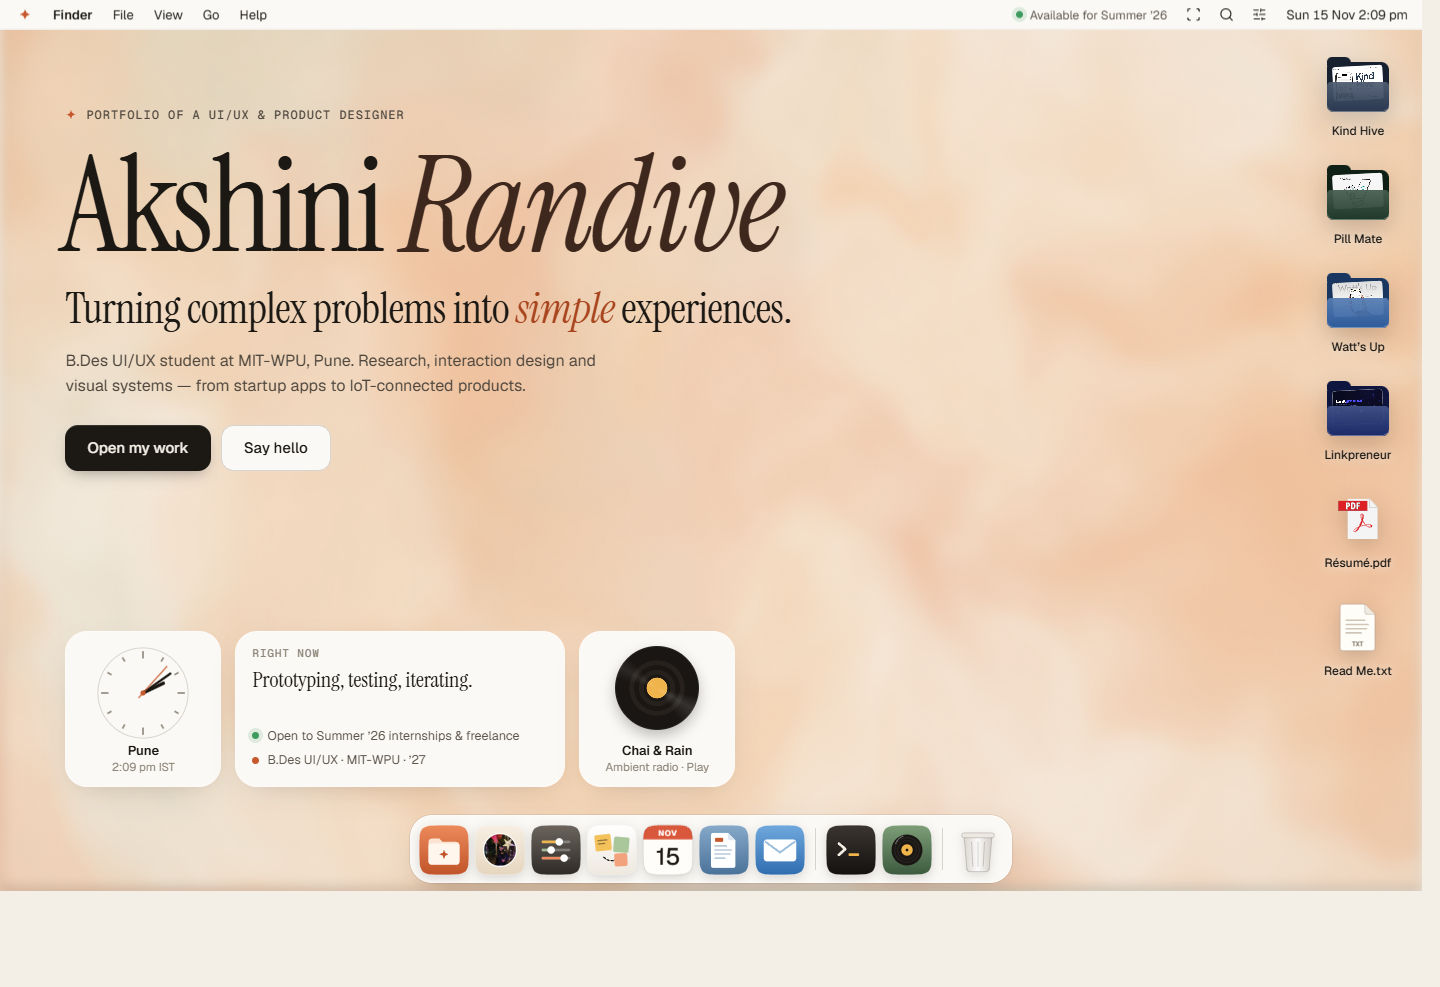 Finder File View Go Help
Available for Summer ’26
Sun 15 Nov 2:09 pm
PORTFOLIO OF A UI/UX & PRODUCT DESIGNER
Akshini Randive
Turning complex problems into simple experiences.
B.Des UI/UX student at MIT-WPU, Pune. Research, interaction design and
visual systems — from startup apps to IoT-connected products.
Open my work
Say hello
Kind
Kind Hive
Pill Mate
Watt's Up
Watt’s Up
Linkpreneur
PDF
Résumé.pdf
TXT
Read Me.txt
Pune
2:09 pm IST
RIGHT NOW
Prototyping, testing, iterating.
Open to Summer ’26 internships & freelance
B.Des UI/UX · MIT-WPU · ’27
Chai & Rain
Ambient radio · Play
NOV
15